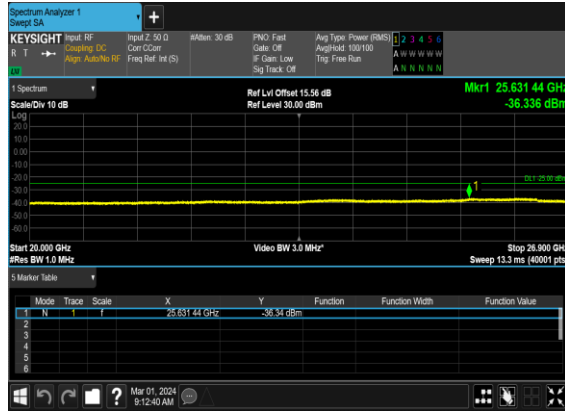 Spectrum Analyzer 1
Swept SA
KEYSIGHT Input: RF Input Z: 50 Ω #Atten: 30 dB PNO: Fast Avg Type: Power (RMS) 1 2 3 4 5 6
R T Coupling: DC Corr CCorr Gate: Off Avg|Hold: 100/100 A W W W W W
Align: Auto/No RF Freq Ref: Int (S) IF Gain: Low Trig: Free Run
Sig Track: Off A N N N N N
1 Spectrum Ref Lvl Offset 15.56 dB Mkr1 25.631 44 GHz
Scale/Div 10 dB Ref Level 30.00 dBm -36.336 dBm
Log
20.0
10.0
0.00
-10.0
-20.0
DL1 -25.00 dBm
1
-30.0
-40.0
-50.0
-60.0
Start 20.000 GHz Video BW 3.0 MHz* Stop 26.900 GHz
#Res BW 1.0 MHz Sweep 13.3 ms (40001 pts)
5 Marker Table
Mode Trace Scale X Y Function Function Width Function Value
1 N 1 f 25.631 44 GHz -36.34 dBm
2
3
4
5
6
? Mar 01, 2024
9:12:40 AM